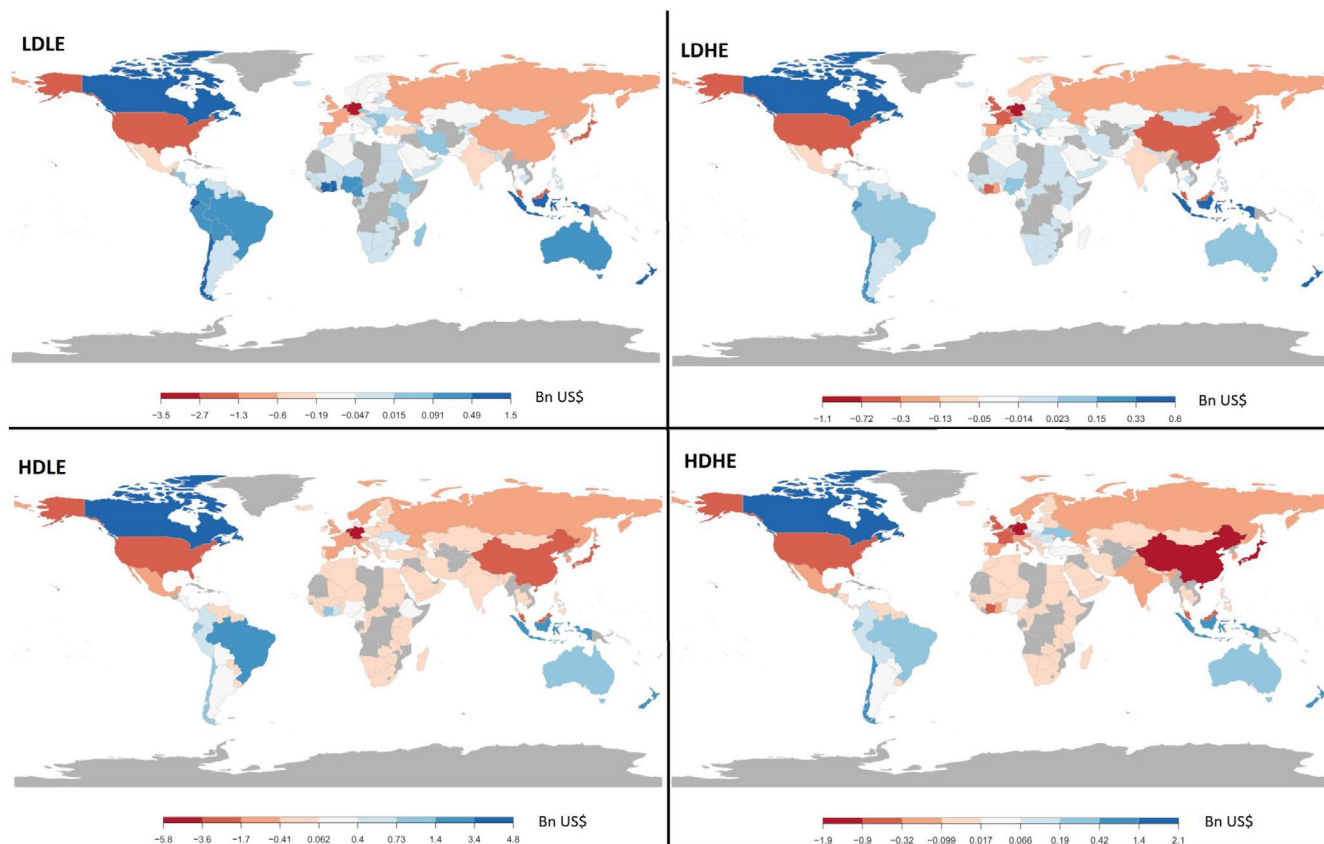 LDLE
LDHE
Bn US$
−3.5 −2.7 −1.3 −0.6 −0.19 −0.047 0.015 0.091 0.49 1.5
Bn US$
−1.1 −0.72 −0.3 −0.13 −0.05 −0.014 0.023 0.15 0.33 0.6
HDLE
HDHE
Bn US$
−5.8 −3.6 −1.7 −0.41 0.062 0.4 0.73 1.4 3.4 4.8
Bn US$
−1.9 −0.9 −0.32 −0.099 0.017 0.066 0.19 0.42 1.4 2.1